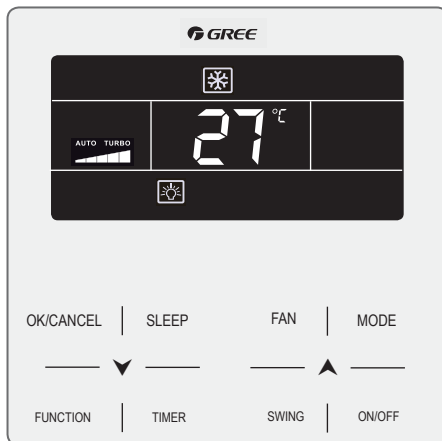 GREE
27 °C
AUTO TURBO
OK/CANCEL SLEEP FAN MODE
FUNCTION TIMER SWING ON/OFF